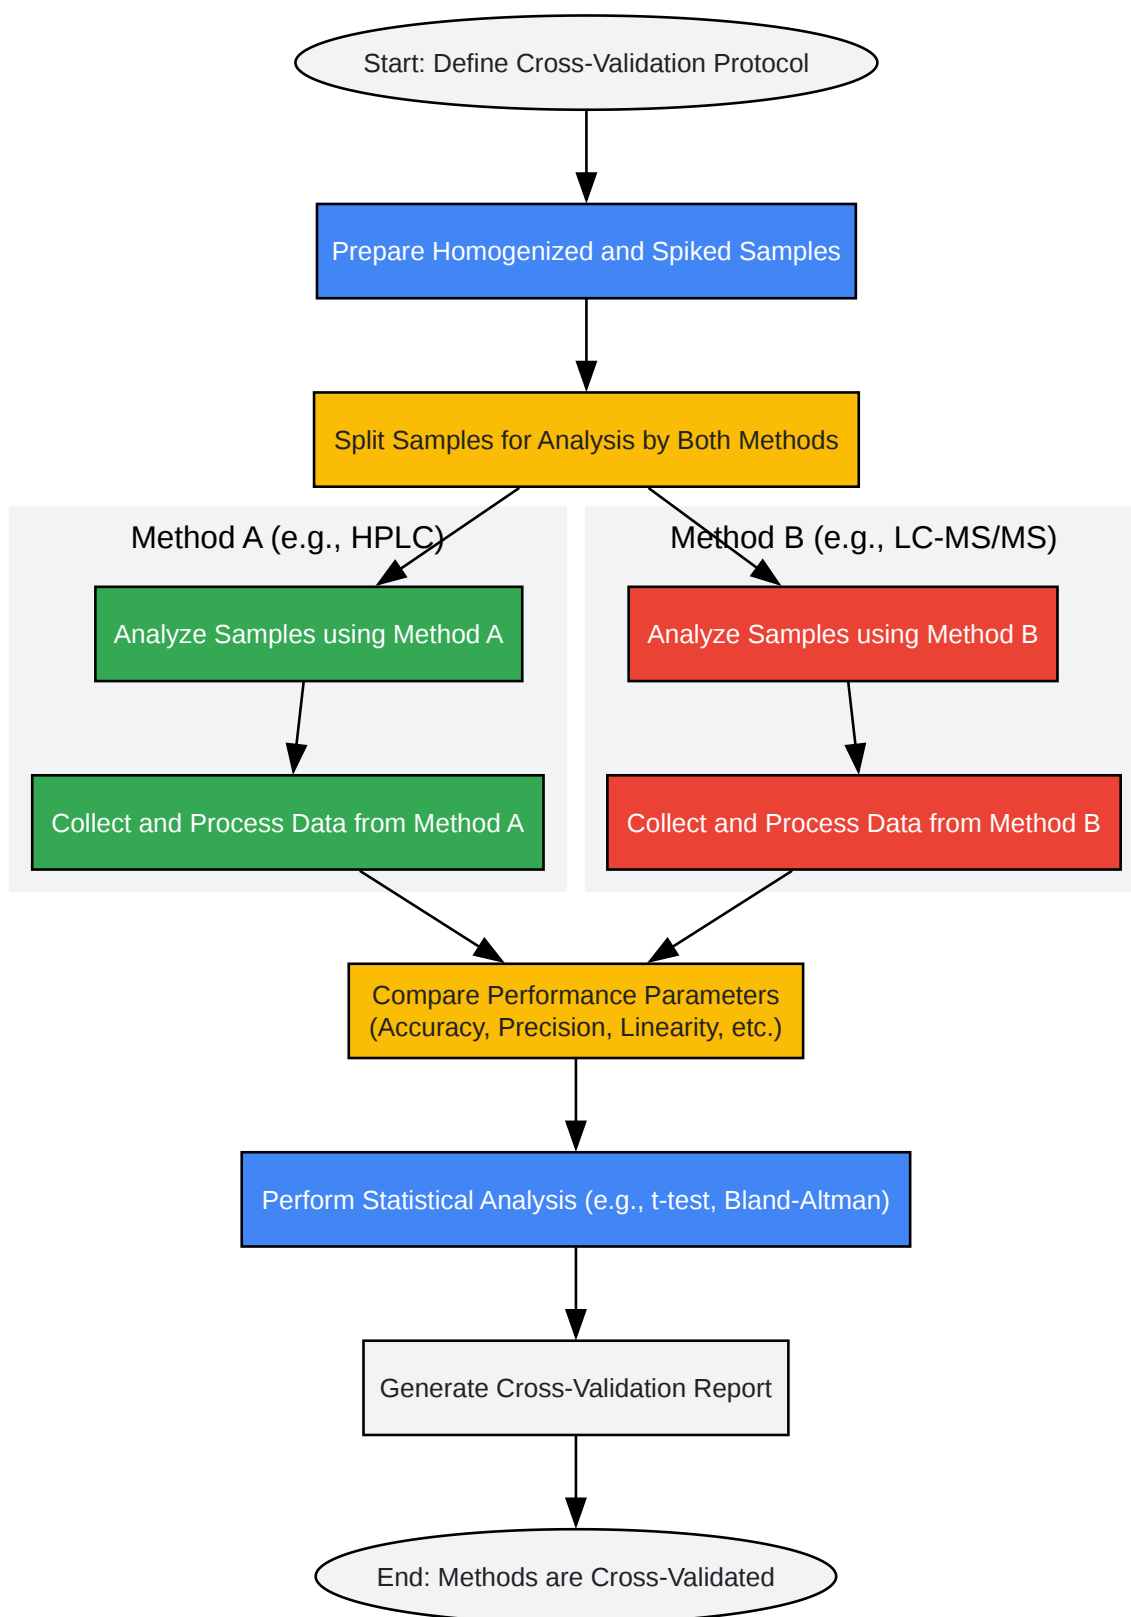 Start: Define Cross-Validation Protocol
Prepare Homogenized and Spiked Samples
Split Samples for Analysis by Both Methods
Method A (e.g., HPLC)
Method B (e.g., LC-MS/MS)
Analyze Samples using Method A
Analyze Samples using Method B
Collect and Process Data from Method A
Collect and Process Data from Method B
Compare Performance Parameters
(Accuracy, Precision, Linearity, etc.)
Perform Statistical Analysis (e.g., t-test, Bland-Altman)
Generate Cross-Validation Report
End: Methods are Cross-Validated